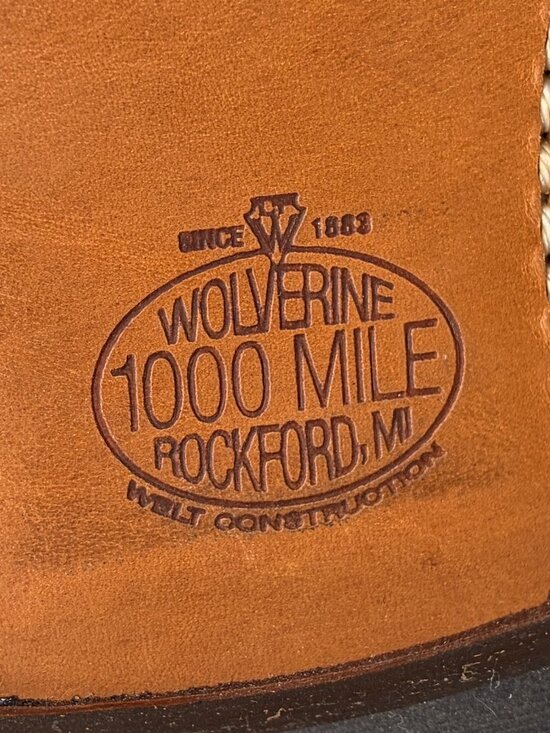 SINCE 1883
W
WOLVERINE
1000 MILE
ROCKFORD, MI
WELT CONSTRUCTION